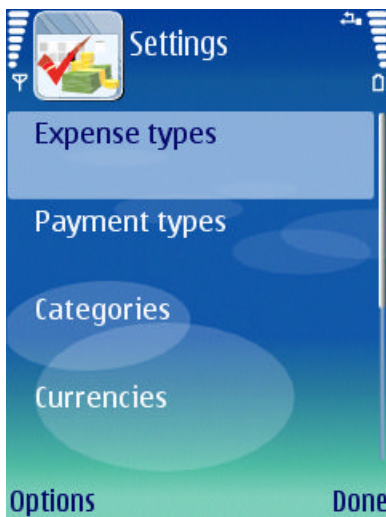 Settings
Expense types
Payment types
Categories
Currencies
Options Done